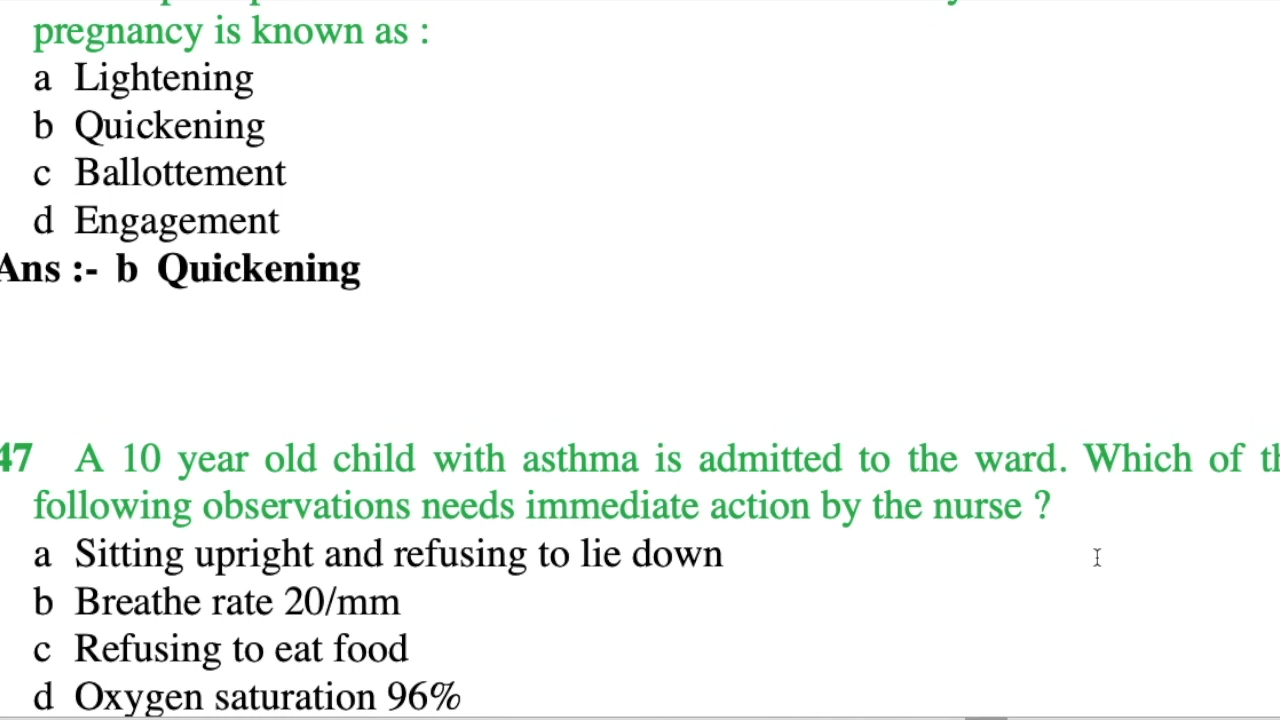 pregnancy is known as :
a Lightening
b Quickening
c Ballottement
d Engagement
Ans :- b Quickening
47 A 10 year old child with asthma is admitted to the ward. Which of th
following observations needs immediate action by the nurse ?
a Sitting upright and refusing to lie down
b Breathe rate 20/mm
c Refusing to eat food
d Oxygen saturation 96%